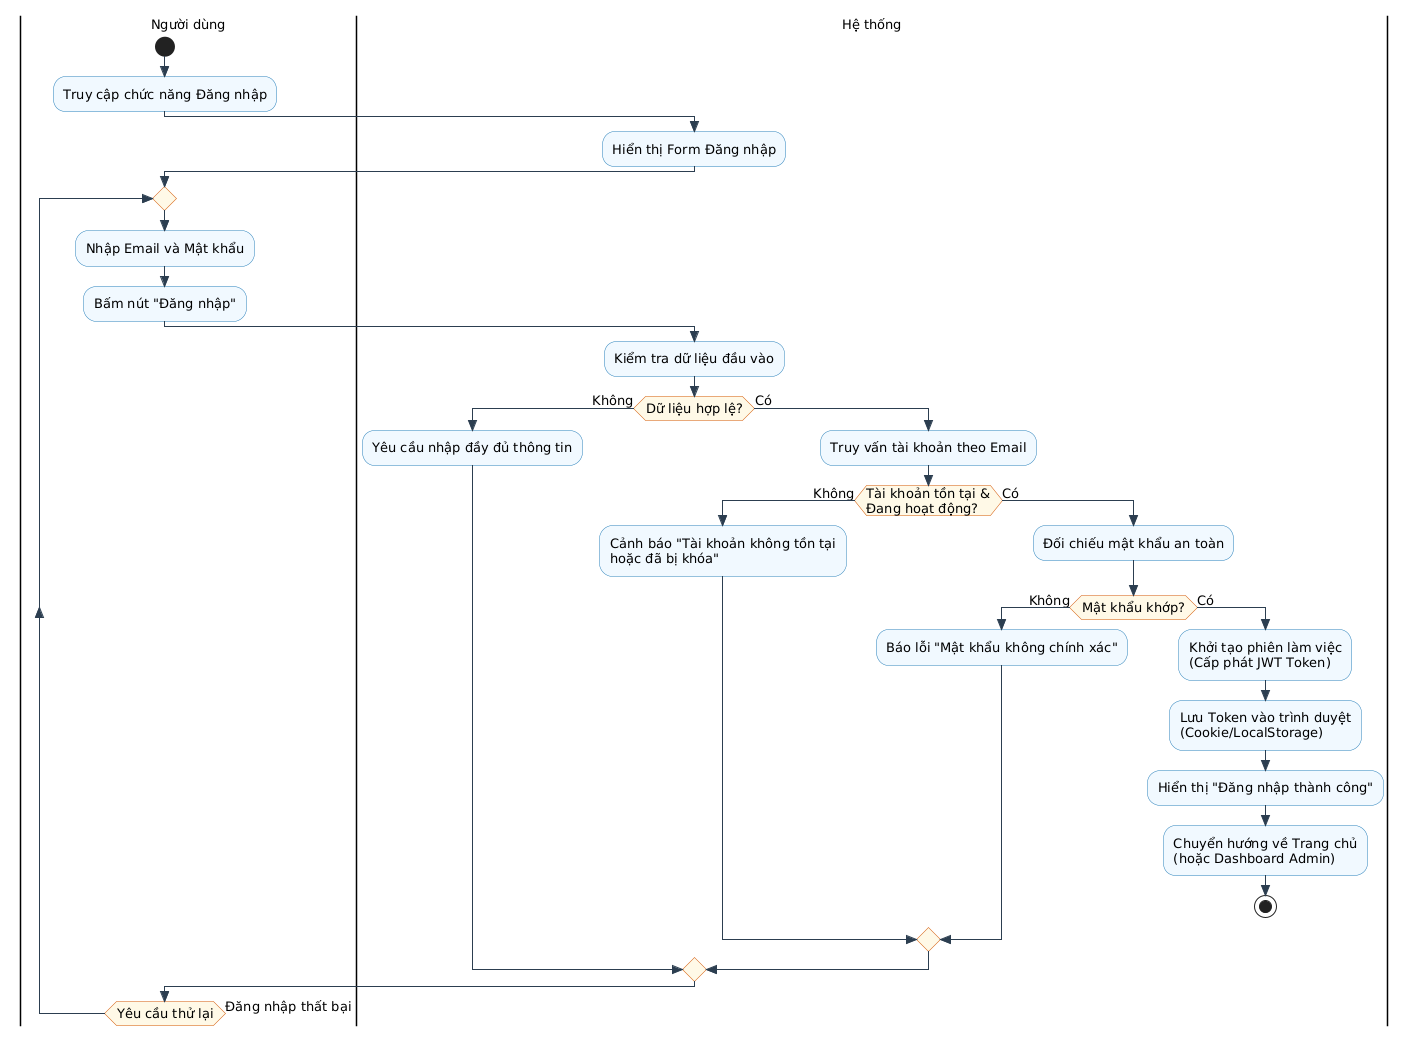 Người dùng
Hệ thống
Truy cập chức năng Đăng nhập
Hiển thị Form Đăng nhập
Nhập Email và Mật khẩu
Bấm nút "Đăng nhập"
Kiểm tra dữ liệu đầu vào
Không
Dữ liệu hợp lệ?
Có
Yêu cầu nhập đầy đủ thông tin
Truy vấn tài khoản theo Email
Không
Tài khoản tồn tại &
Đang hoạt động?
Có
Cảnh báo "Tài khoản không tồn tại
hoặc đã bị khóa"
Đối chiếu mật khẩu an toàn
Không
Mật khẩu khớp?
Có
Báo lỗi "Mật khẩu không chính xác"
Khởi tạo phiên làm việc
(Cấp phát JWT Token)
Lưu Token vào trình duyệt
(Cookie/LocalStorage)
Hiển thị "Đăng nhập thành công"
Chuyển hướng về Trang chủ
(hoặc Dashboard Admin)
Yêu cầu thử lại
Đăng nhập thất bại